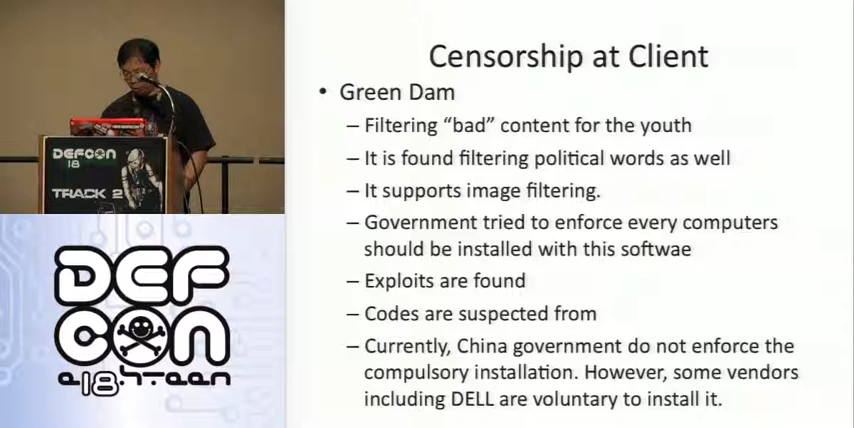 Censorship at Client
• Green Dam
– Filtering “bad” content for the youth
– It is found filtering political words as well
– It supports image filtering.
– Government tried to enforce every computers
should be installed with this softwae
– Exploits are found
– Codes are suspected from
– Currently, China government do not enforce the
compulsory installation. However, some vendors
including DELL are voluntary to install it.
DEFCON
18
TRACK 2
DEF
CON
e18.hteen